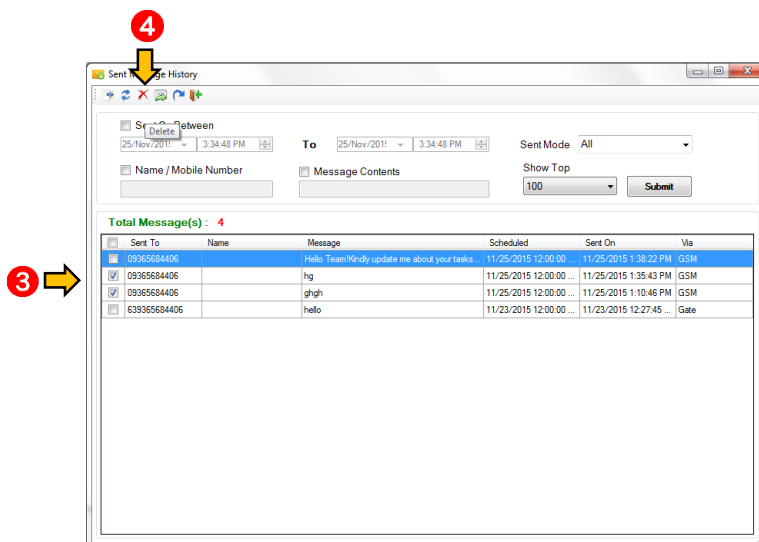 4
Sent Message History
Sent On Between
Delete
25/Nov/201! 3:34:48 PM To 25/Nov/201! 3:34:48 PM Sent Mode All
Name / Mobile Number Message Contents Show Top
100 Submit
Total Message(s) : 4
Sent To Name Message Scheduled Sent On Via
09365684406 Hello Team!Kindly update me about your tasks... 11/25/2015 12:00:00 ... 11/25/2015 1:38:22 PM GSM
3
09365684406 hg 11/25/2015 12:00:00 ... 11/25/2015 1:35:43 PM GSM
09365684406 ghgh 11/25/2015 12:00:00 ... 11/25/2015 1:10:46 PM GSM
639365684406 hello 11/23/2015 12:00:00 ... 11/23/2015 12:27:45 ... Gate